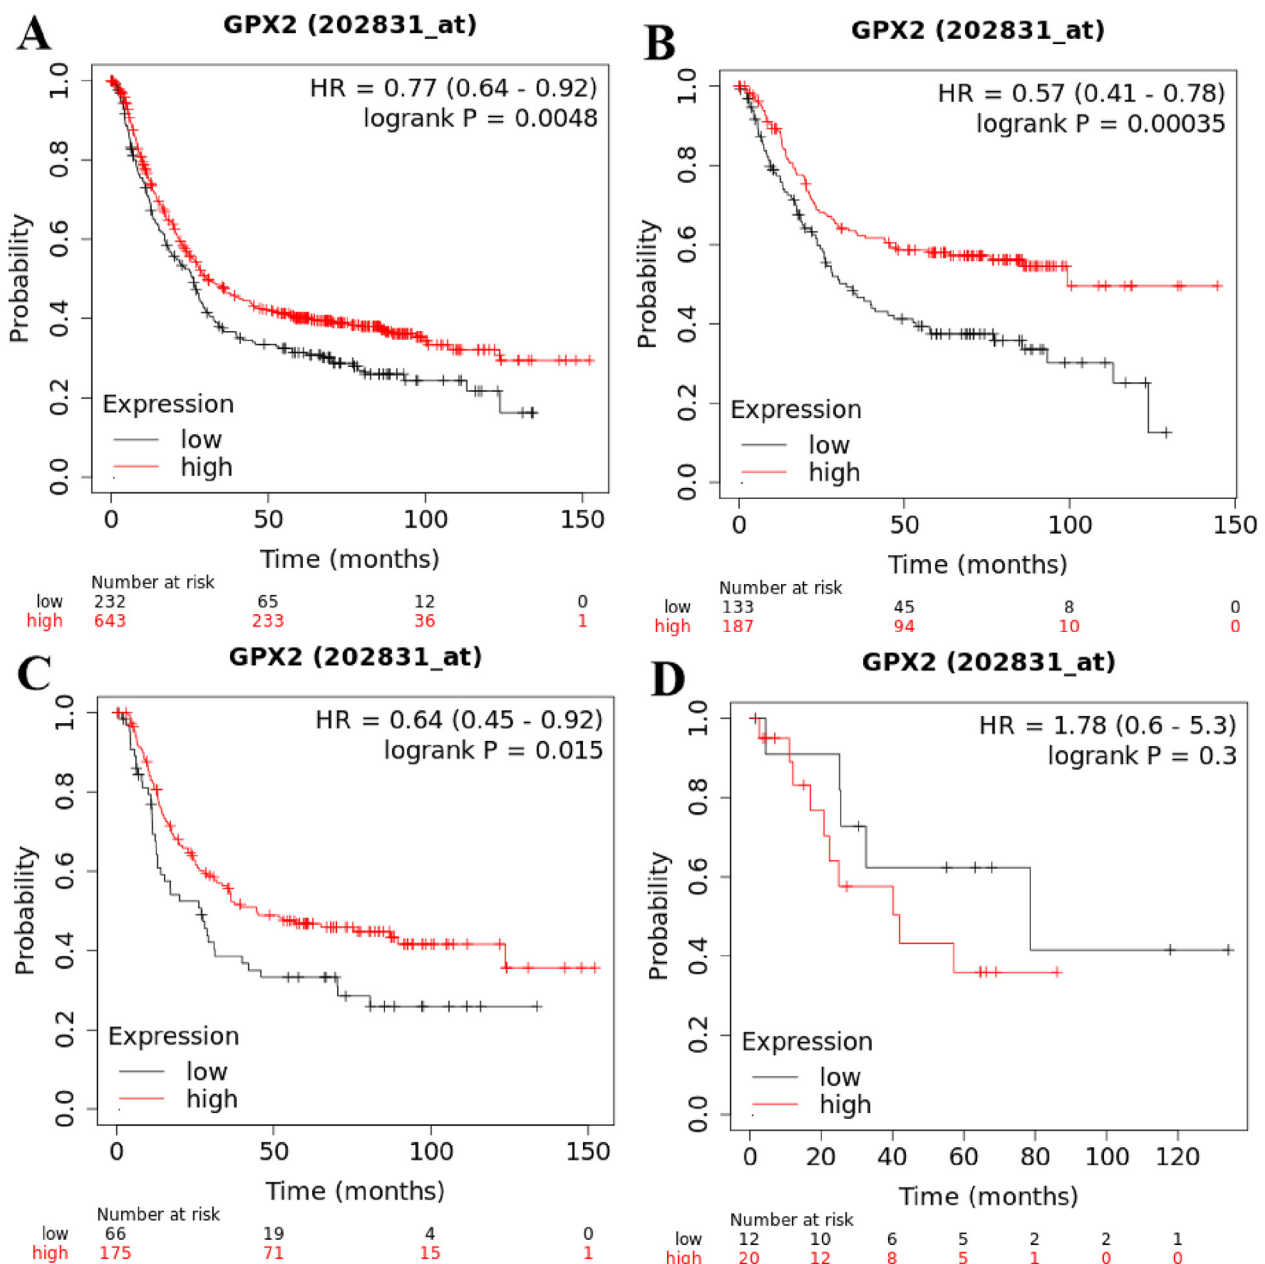 A
GPX2 (202831_at)
HR = 0.77 (0.64 - 0.92)
logrank P = 0.0048
Probability
0.0 0.2 0.4 0.6 0.8 1.0
Expression
low
high
0 50 100 150
Time (months)
Number at risk
low 232 65 12 0
high 643 233 36 1
B
GPX2 (202831_at)
HR = 0.57 (0.41 - 0.78)
logrank P = 0.00035
Probability
0.0 0.2 0.4 0.6 0.8 1.0
Expression
low
high
0 50 100 150
Time (months)
Number at risk
low 133 45 8 0
high 187 94 10 0
C
GPX2 (202831_at)
HR = 0.64 (0.45 - 0.92)
logrank P = 0.015
Probability
0.0 0.2 0.4 0.6 0.8 1.0
Expression
low
high
0 50 100 150
Time (months)
Number at risk
low 66 19 4 0
high 175 71 15 1
D
GPX2 (202831_at)
HR = 1.78 (0.6 - 5.3)
logrank P = 0.3
Probability
0.0 0.2 0.4 0.6 0.8 1.0
Expression
low
high
0 20 40 60 80 100 120
Time (months)
Number at risk
low 12 10 6 5 2 2 1
high 20 12 8 5 1 0 0